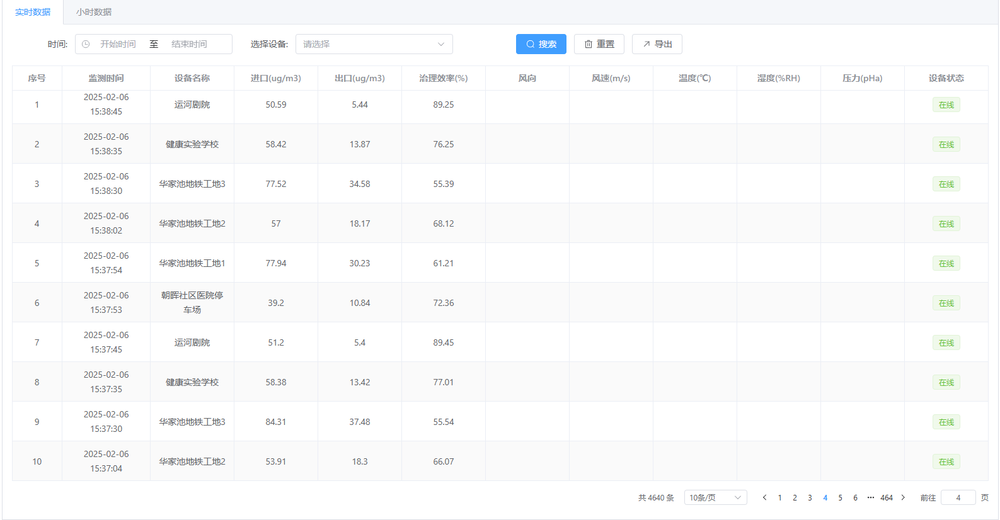 实时数据 小时数据
时间: 开始时间 至 结束时间 选择设备: 请选择 搜索 重置 导出
序号 监测时间 设备名称 进口(ug/m3) 出口(ug/m3) 治理效率(%) 风向 风速(m/s) 温度(℃) 湿度(%RH) 压力(pHa) 设备状态
1 2025-02-06 15:38:45 运河剧院 50.59 5.44 89.25 在线
2 2025-02-06 15:38:35 健康实验学校 58.42 13.87 76.25 在线
3 2025-02-06 15:38:30 华家池地铁工地3 77.52 34.58 55.39 在线
4 2025-02-06 15:38:02 华家池地铁工地2 57 18.17 68.12 在线
5 2025-02-06 15:37:54 华家池地铁工地1 77.94 30.23 61.21 在线
6 2025-02-06 15:37:53 朝晖社区医院停车场 39.2 10.84 72.36 在线
7 2025-02-06 15:37:45 运河剧院 51.2 5.4 89.45 在线
8 2025-02-06 15:37:35 健康实验学校 58.38 13.42 77.01 在线
9 2025-02-06 15:37:30 华家池地铁工地3 84.31 37.48 55.54 在线
10 2025-02-06 15:37:04 华家池地铁工地2 53.91 18.3 66.07 在线
共 4640 条 10条/页 1 2 3 4 5 6 ••• 464 前往 4 页